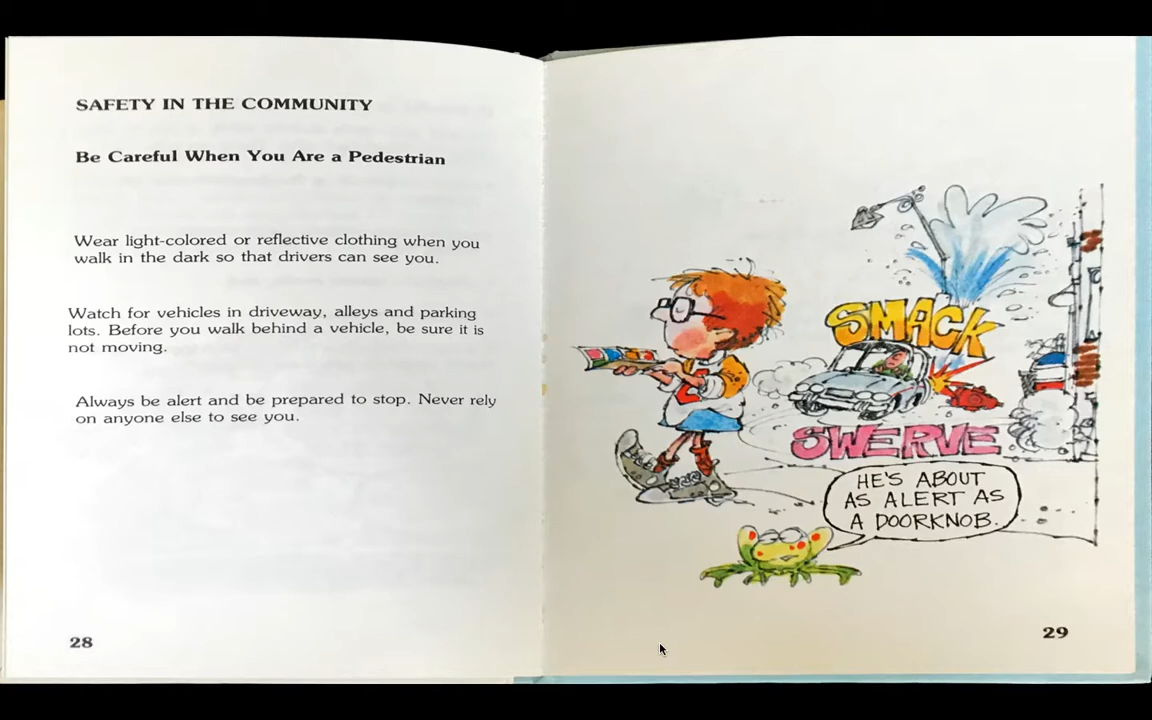 SAFETY IN THE COMMUNITY
Be Careful When You Are a Pedestrian
Wear light-colored or reflective clothing when you
walk in the dark so that drivers can see you.
Watch for vehicles in driveway, alleys and parking
lots. Before you walk behind a vehicle, be sure it is
not moving.
Always be alert and be prepared to stop. Never rely
on anyone else to see you.
28
SMACK
SWERVE
HE'S ABOUT
AS ALERT AS
A DOORKNOB.
29